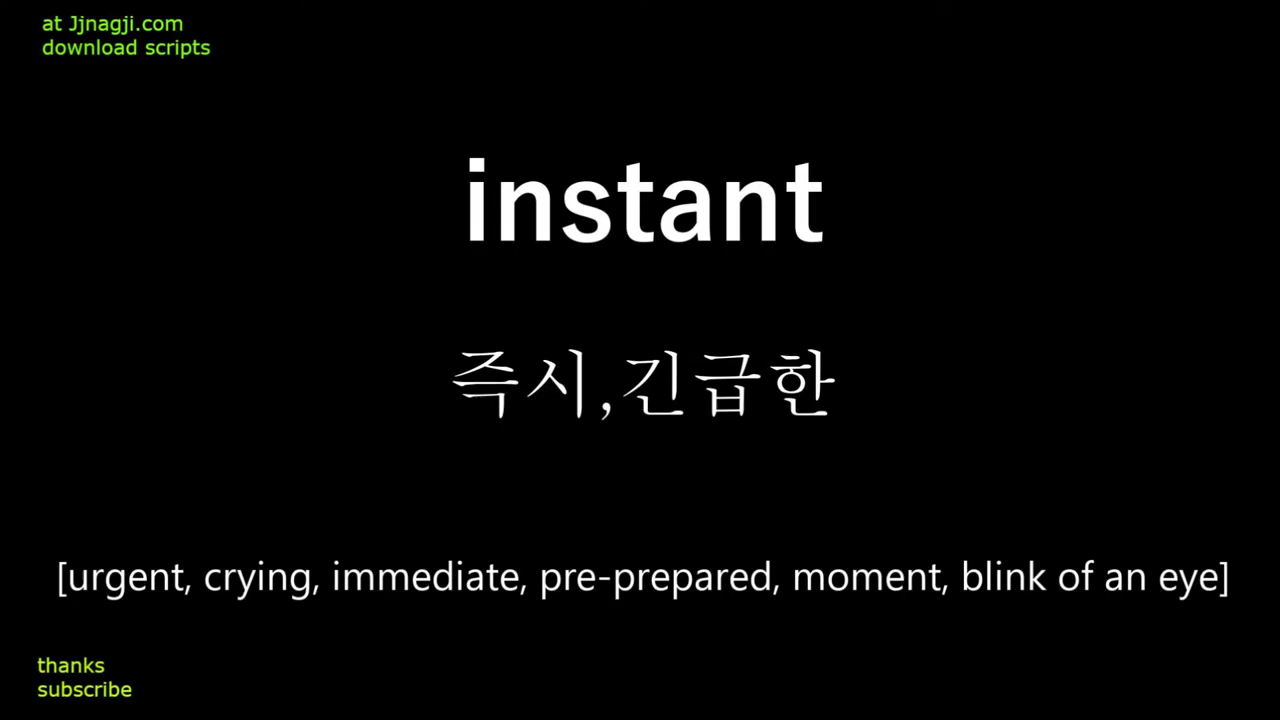 at Jjnagji.com
download scripts
instant
즉시,긴급한
[urgent, crying, immediate, pre-prepared, moment, blink of an eye]
thanks
subscribe